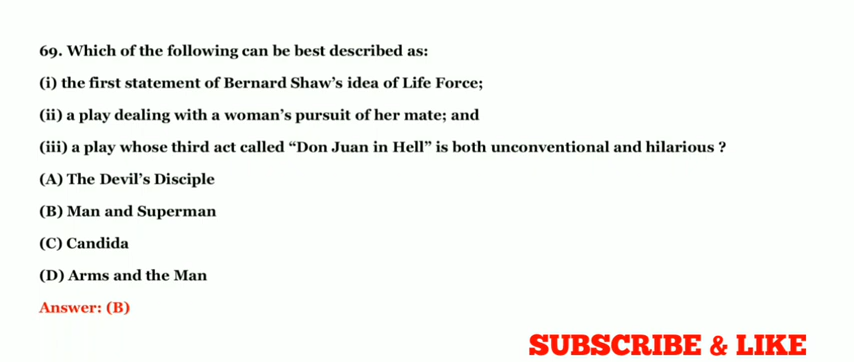 69. Which of the following can be best described as:
(i) the first statement of Bernard Shaw's idea of Life Force;
(ii) a play dealing with a woman's pursuit of her mate; and
(iii) a play whose third act called “Don Juan in Hell” is both unconventional and hilarious ?
(A) The Devil's Disciple
(B) Man and Superman
(C) Candida
(D) Arms and the Man
Answer: (B)
SUBSCRIBE & LIKE